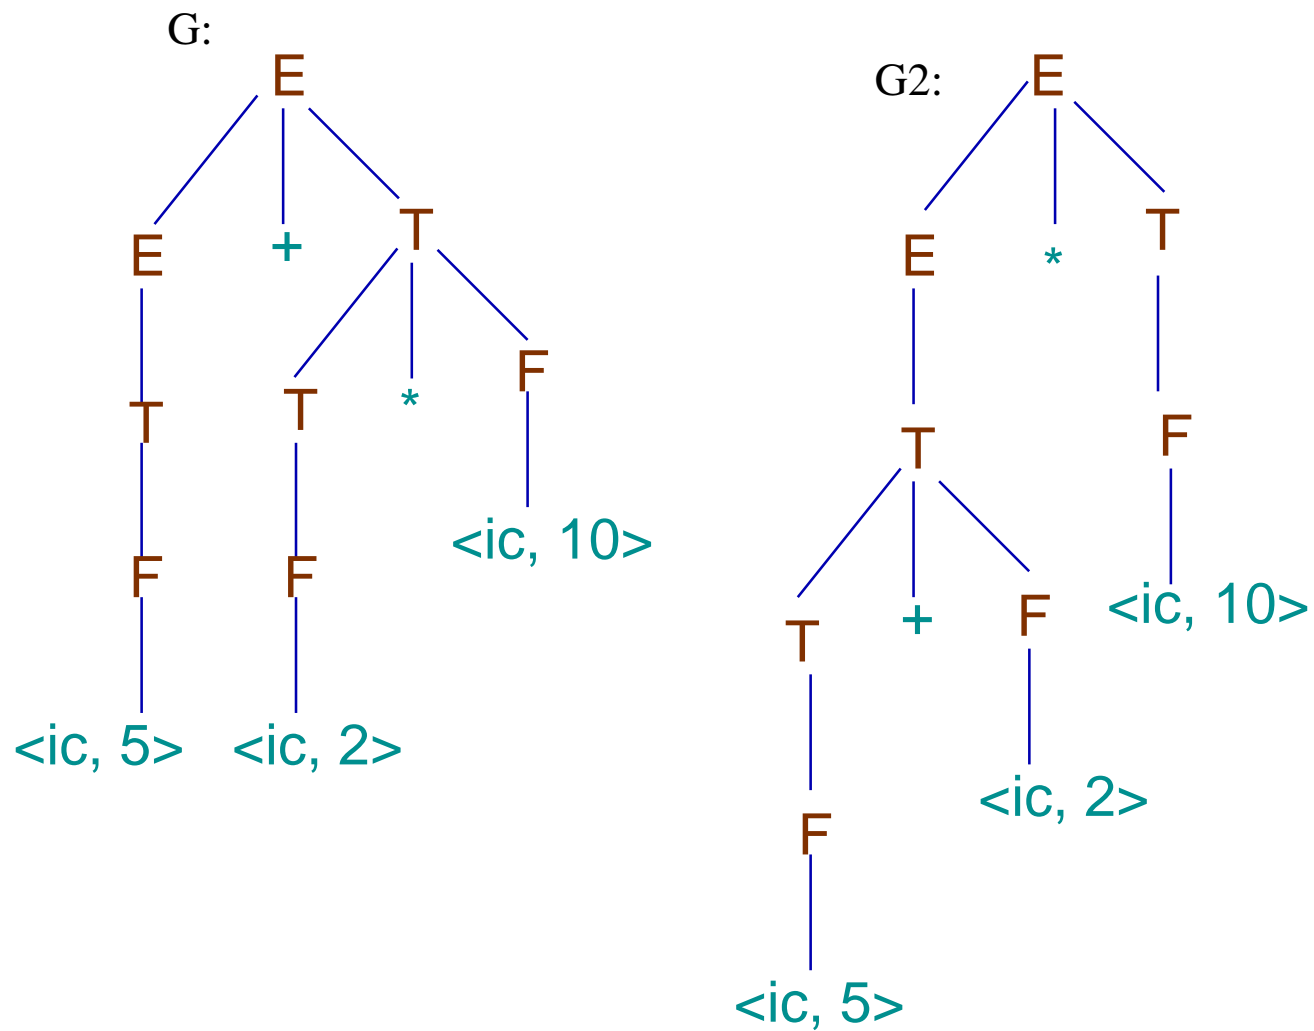 G:
E
E + T
T T * F
F F <ic, 10>
<ic, 5> <ic, 2>
G2:
E
E * T
T F
T + F <ic, 10>
F <ic, 2>
<ic, 5>